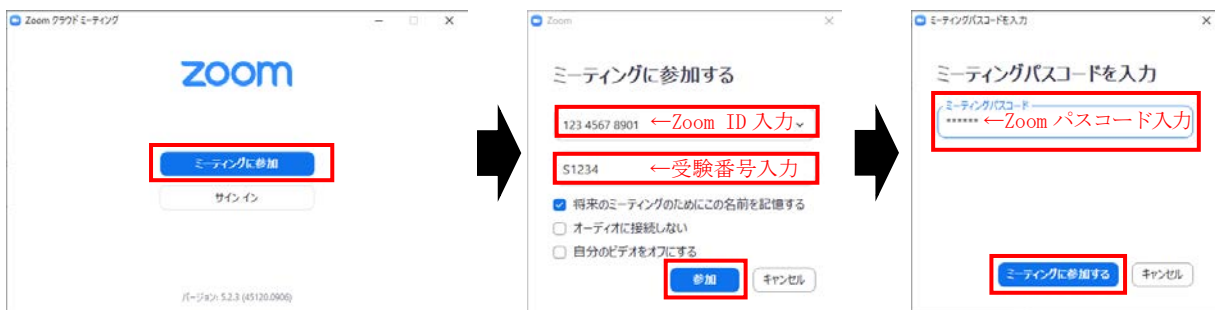 Zoom クラウド ミーティング
zoom
ミーティングに参加
サイン イン
バージョン: 5.2.3 (45120.0906)
Zoom
ミーティングに参加する
123 4567 8901 ←Zoom ID 入力
S1234 ←受験番号入力
将来のミーティングのためにこの名前を記憶する
オーディオに接続しない
自分のビデオをオフにする
参加 キャンセル
ミーティングパスコードを入力
ミーティングパスコードを入力
ミーティングパスコード
****** ←Zoom パスコード入力
ミーティングに参加する キャンセル